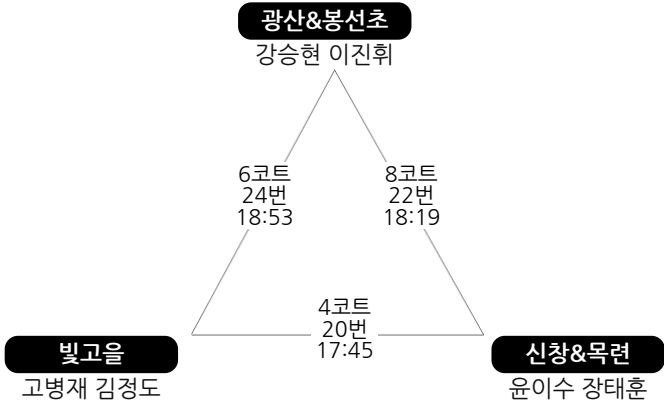 광산&봉선초
강승현 이진휘
6코트
24번
18:53
8코트
22번
18:19
4코트
20번
17:45
빛고을
고병재 김정도
신창&목련
윤이수 장태훈